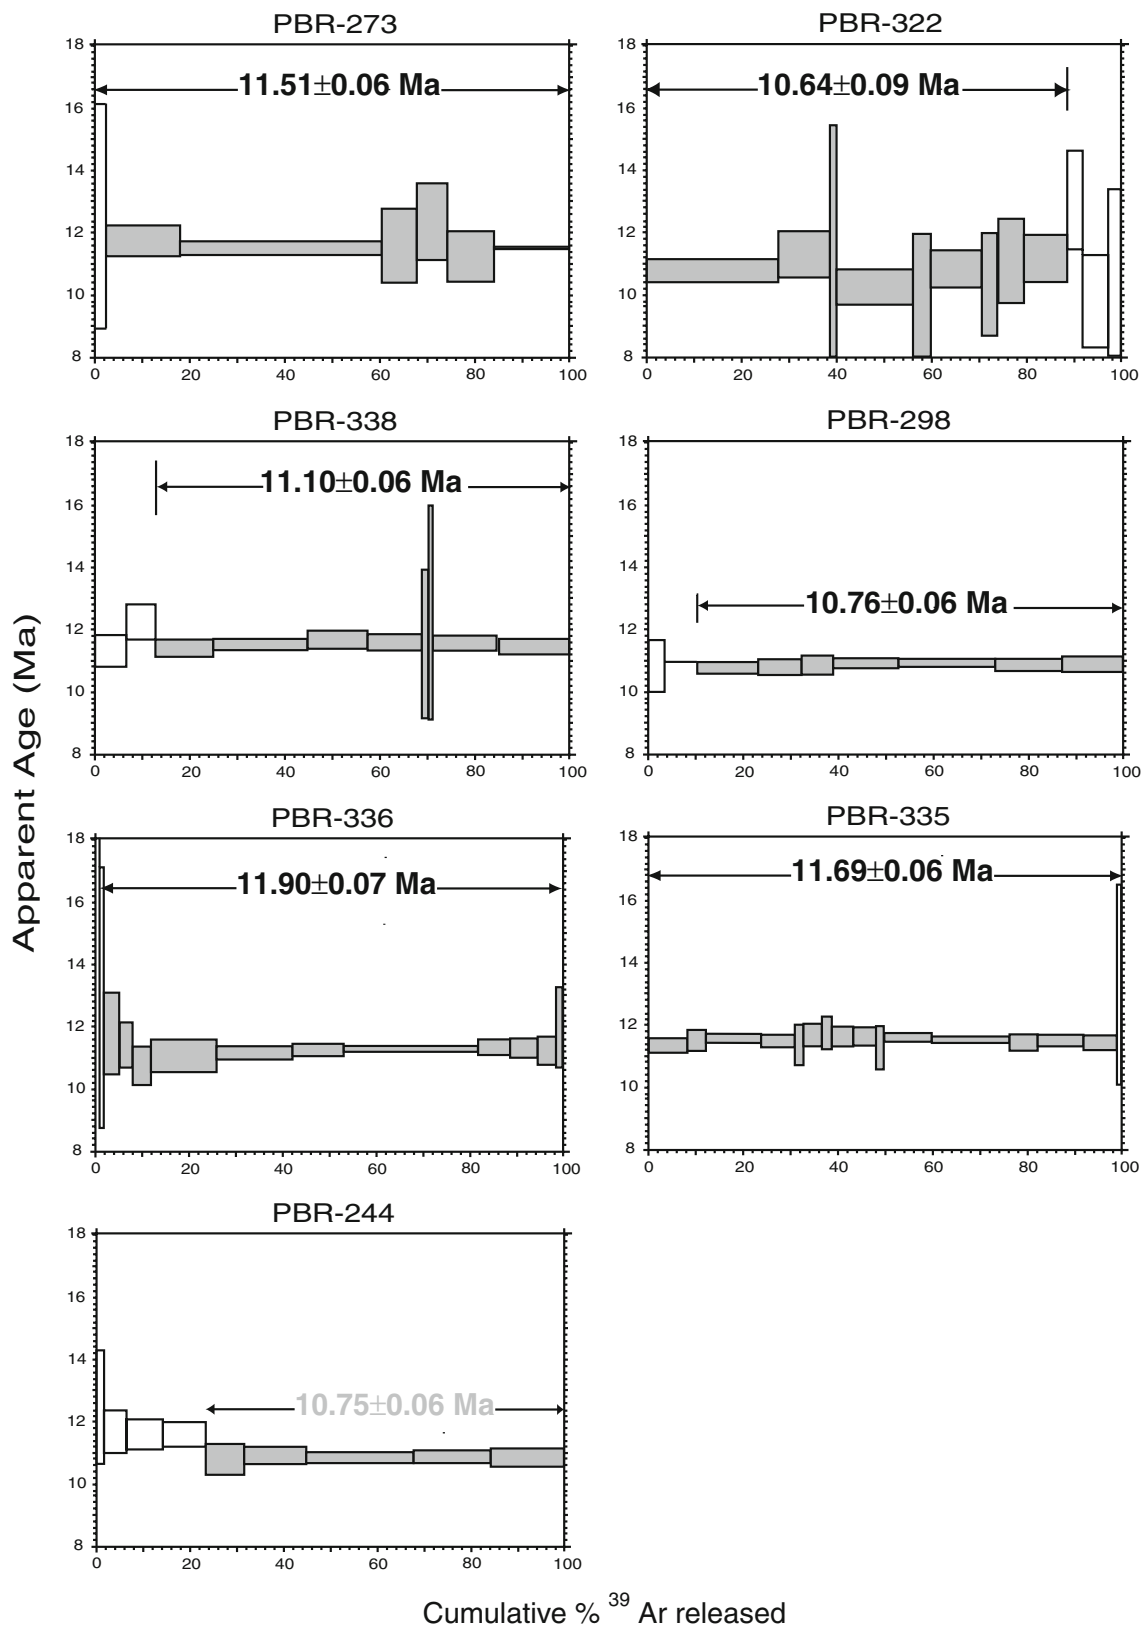 PBR-273
18
16
14
12
10
8
11.51±0.06 Ma
0 20 40 60 80 100
PBR-322
18
16
14
12
10
8
10.64±0.09 Ma
0 20 40 60 80 100
PBR-338
18
16
14
12
10
8
11.10±0.06 Ma
0 20 40 60 80 100
PBR-298
18
16
14
12
10
8
10.76±0.06 Ma
0 20 40 60 80 100
Apparent Age (Ma)
PBR-336
18
16
14
12
10
8
11.90±0.07 Ma
0 20 40 60 80 100
PBR-335
18
16
14
12
10
8
11.69±0.06 Ma
0 20 40 60 80 100
PBR-244
18
16
14
12
10
8
10.75±0.06 Ma
0 20 40 60 80 100
Cumulative % ³⁹ Ar released